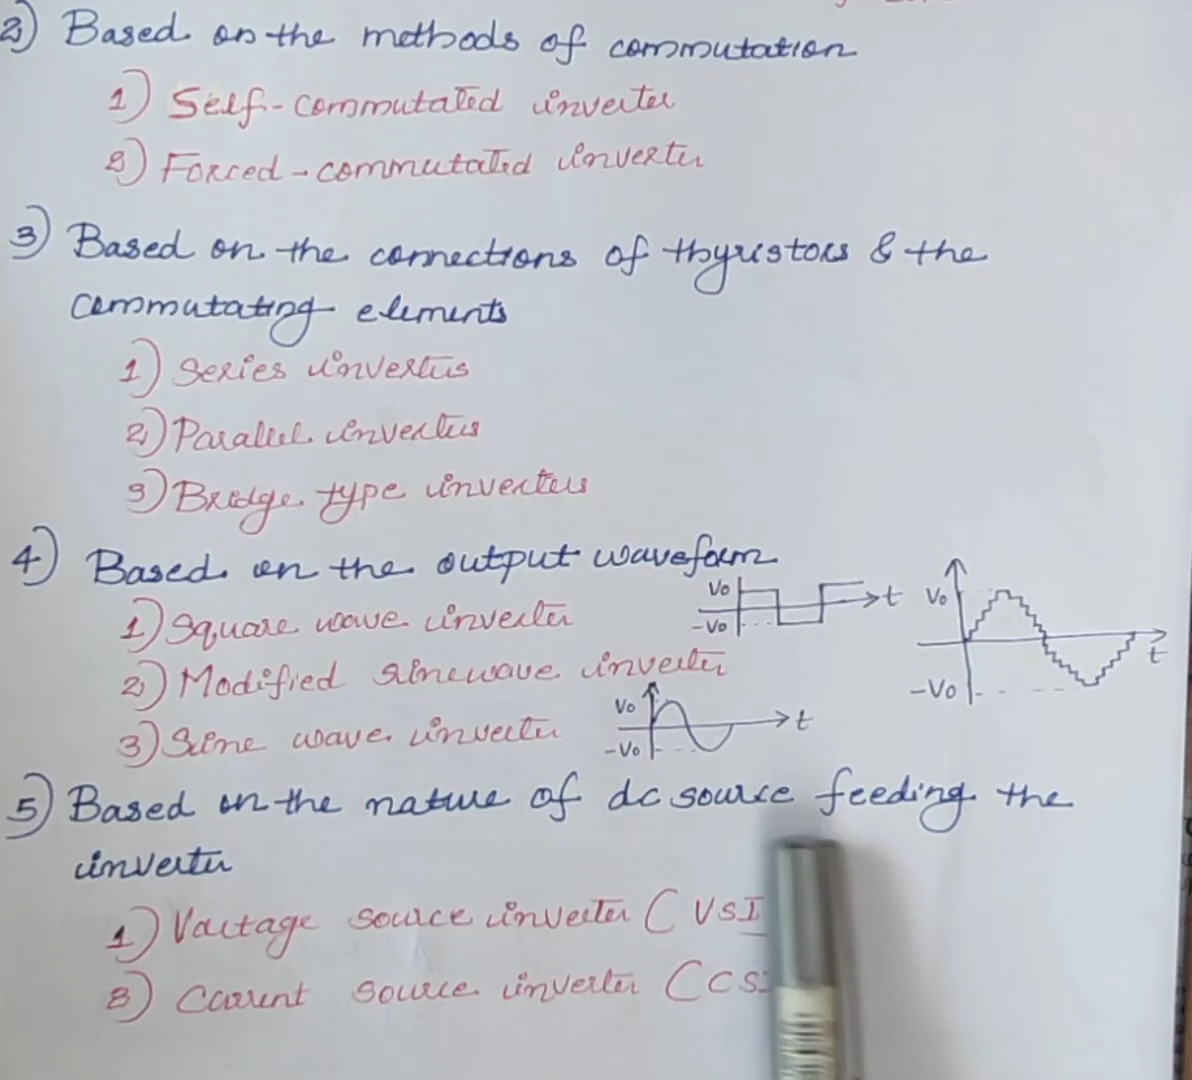 2) Based on the methods of commutation
1) Self-commutated inverter
2) Forced-commutated inverter
3) Based on the connections of thyristors & the
commutating elements
1) Series inverters
2) Parallel inverters
3) Bridge type inverters
4) Based on the output waveform
1) Square wave inverter
Vo
-Vo
t
Vo
-Vo
t
2) Modified sinewave inverter
3) Sine wave inverter
Vo
-Vo
t
5) Based on the nature of dc source feeding the
inverter
1) Voltage source inverter (VSI
2) Current source inverter (CSI